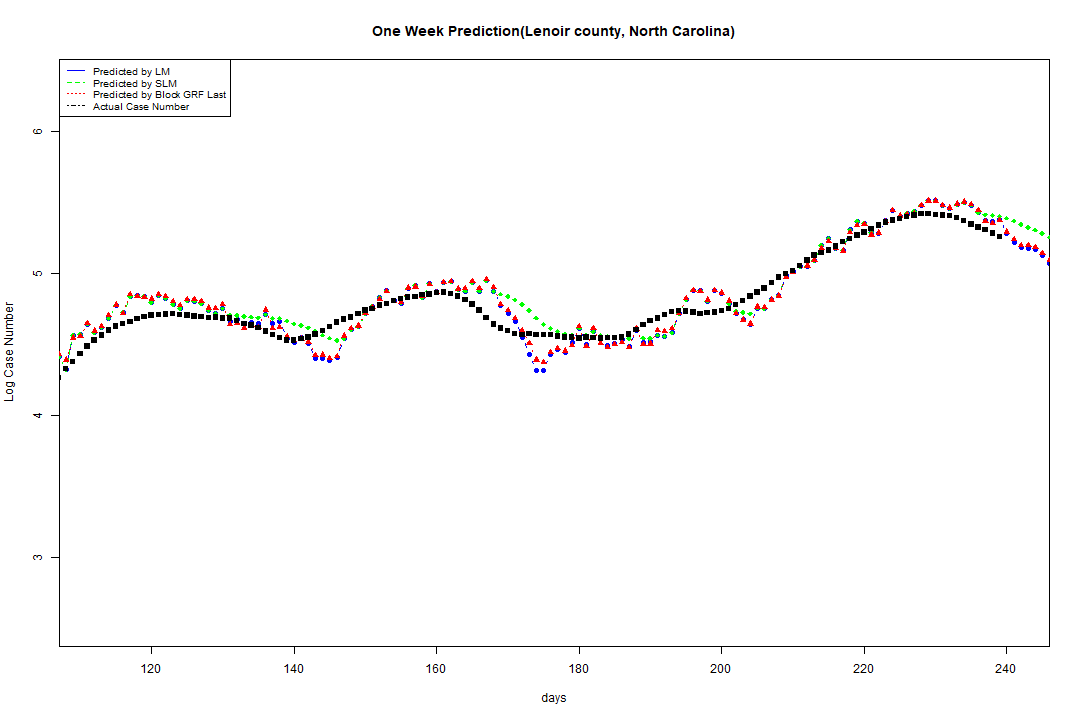 One Week Prediction(Lenoir county, North Carolina)
Predicted by LM
Predicted by SLM
Predicted by Block GRF Last
Actual Case Number
Log Case Number
6
5
4
3
120 140 160 180 200 220 240
days